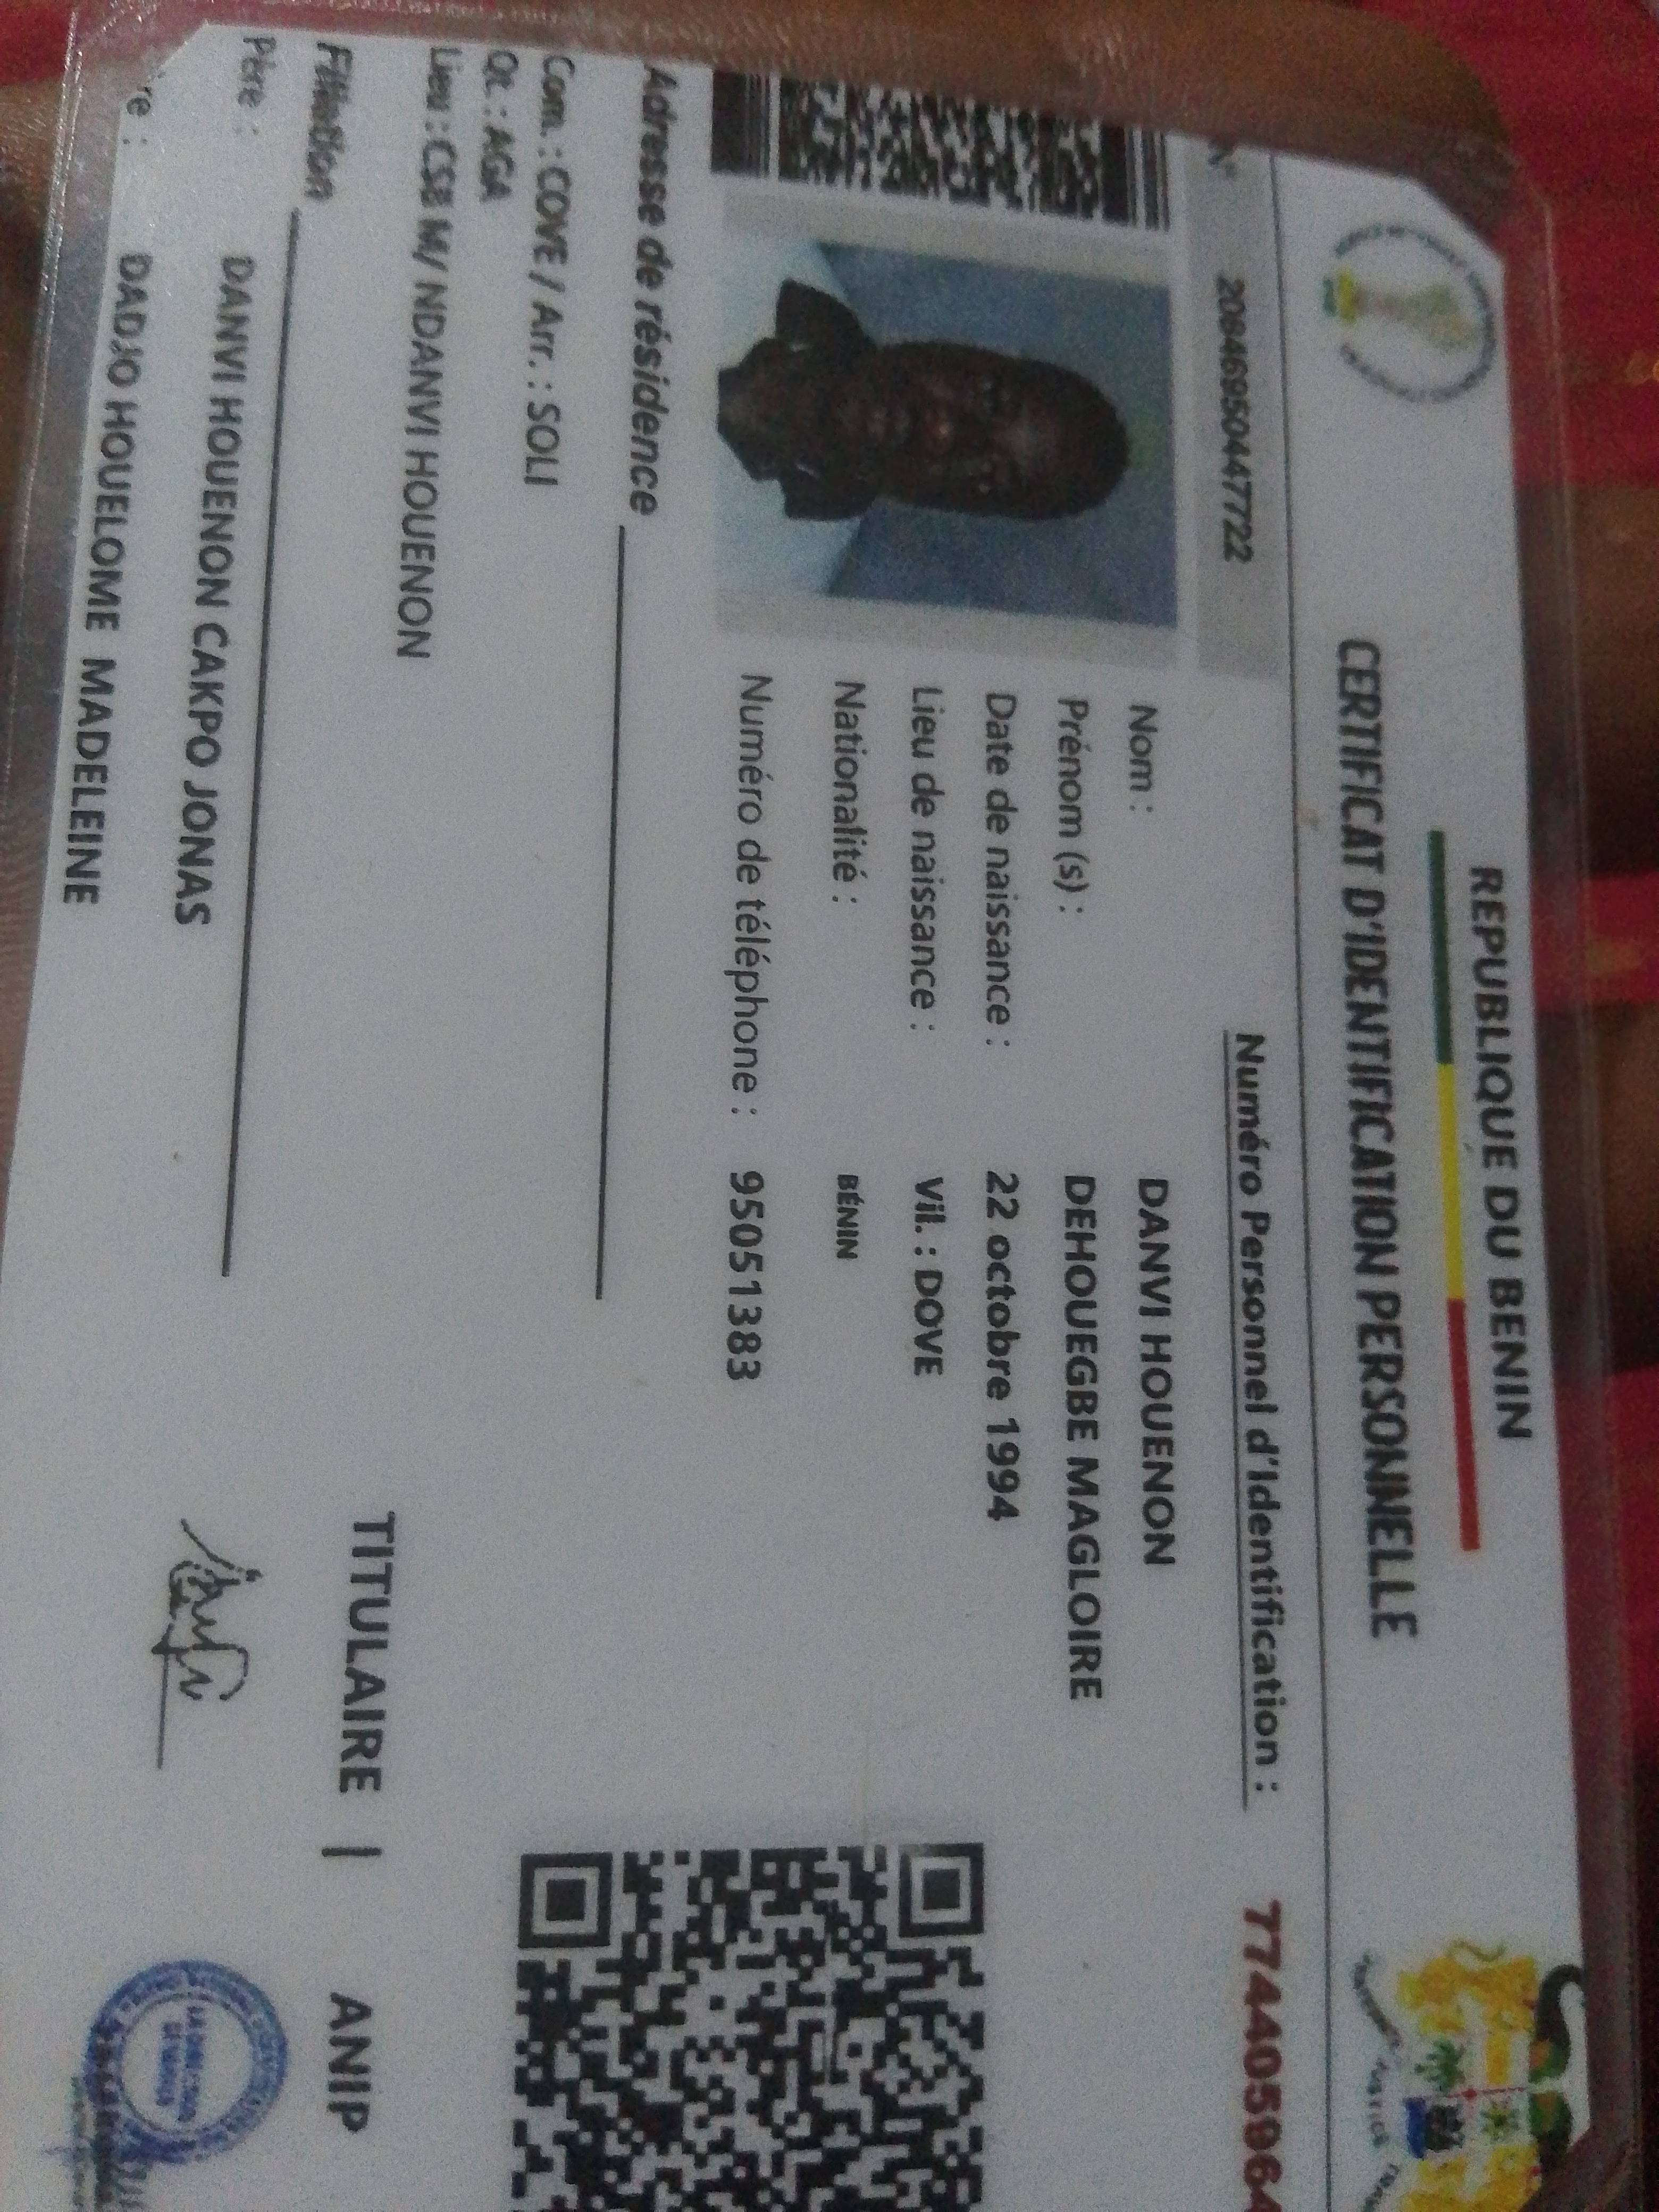 REPUBLIQUE DU BENIN
CERTIFICAT D'IDENTIFICATION PERSONNELLE
20846950447722
Numéro Personnel d'Identification : 774405964
Nom : DANVI HOUENON
Prénom (s) : DEHOUEGBE MAGLOIRE
Date de naissance : 22 octobre 1994
Lieu de naissance : Vil. : DOVE
Nationalité : BÉNIN
Numéro de téléphone : 95051383
Adresse de résidence
Com. : COVE / Arr. : SOLI
Qt. : AGA
Lieu : CSB M/ NDANVI HOUENON
Filiation
Père : DANVI HOUENON CAKPO JONAS
re : DADJO HOUELOME MADELEINE
TITULAIRE | ANIP